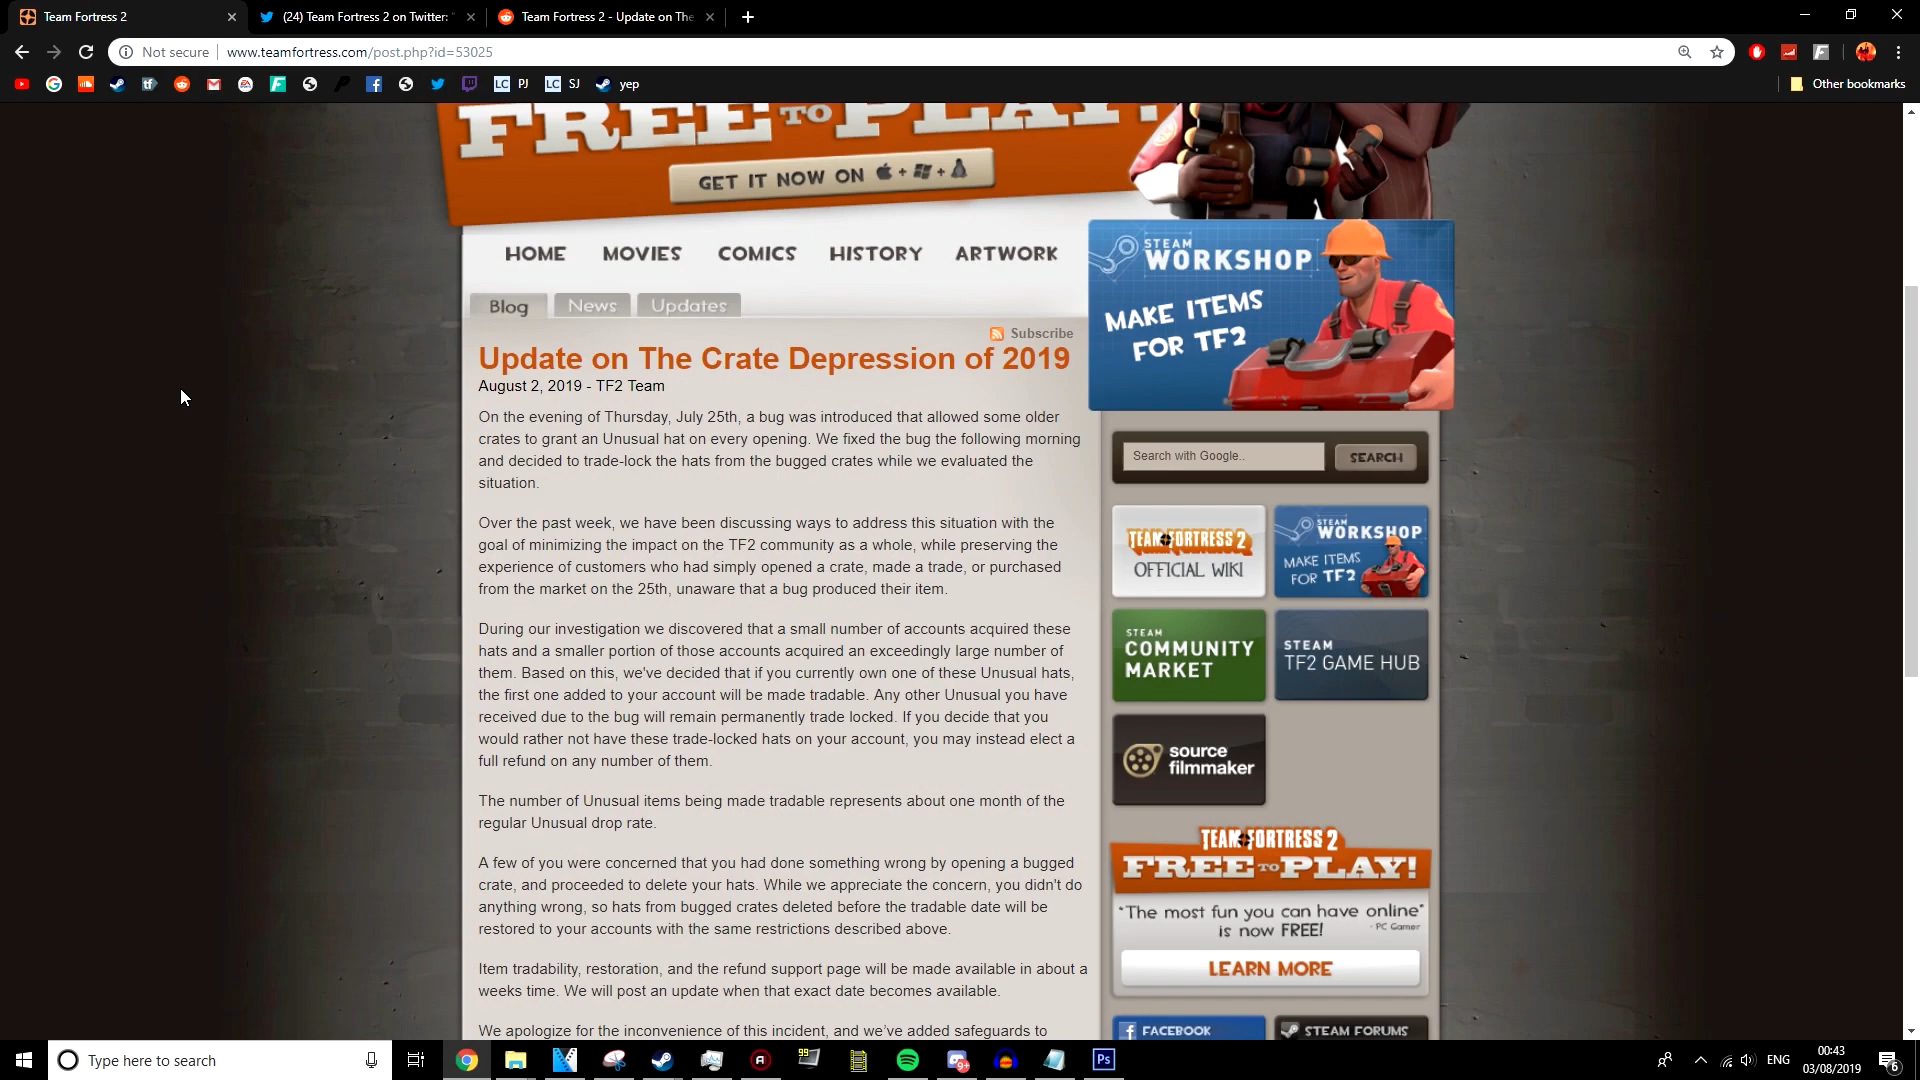 Team Fortress 2
(24) Team Fortress 2 on Twitter: "
Team Fortress 2 - Update on The
Not secure
www.teamfortress.com/post.php?id=53025
LC PJ
LC SJ
yep
Other bookmarks
FREE TO PLAY!
GET IT NOW ON + +
HOME MOVIES COMICS HISTORY ARTWORK
STEAM
WORKSHOP
MAKE ITEMS
FOR TF2
Blog News Updates
Subscribe
Update on The Crate Depression of 2019
August 2, 2019 - TF2 Team
On the evening of Thursday, July 25th, a bug was introduced that allowed some older
crates to grant an Unusual hat on every opening. We fixed the bug the following morning
and decided to trade-lock the hats from the bugged crates while we evaluated the
situation.
Over the past week, we have been discussing ways to address this situation with the
goal of minimizing the impact on the TF2 community as a whole, while preserving the
experience of customers who had simply opened a crate, made a trade, or purchased
from the market on the 25th, unaware that a bug produced their item.
During our investigation we discovered that a small number of accounts acquired these
hats and a smaller portion of those accounts acquired an exceedingly large number of
them. Based on this, we've decided that if you currently own one of these Unusual hats,
the first one added to your account will be made tradable. Any other Unusual you have
received due to the bug will remain permanently trade locked. If you decide that you
would rather not have these trade-locked hats on your account, you may instead elect a
full refund on any number of them.
The number of Unusual items being made tradable represents about one month of the
regular Unusual drop rate.
A few of you were concerned that you had done something wrong by opening a bugged
crate, and proceeded to delete your hats. While we appreciate the concern, you didn't do
anything wrong, so hats from bugged crates deleted before the tradable date will be
restored to your accounts with the same restrictions described above.
Item tradability, restoration, and the refund support page will be made available in about a
weeks time. We will post an update when that exact date becomes available.
We apologize for the inconvenience of this incident, and we've added safeguards to
Search with Google..
SEARCH
TEAM FORTRESS 2
OFFICIAL WIKI
STEAM
WORKSHOP
MAKE ITEMS
FOR TF2
STEAM
COMMUNITY
MARKET
STEAM
TF2 GAME HUB
source
filmmaker
TEAM FORTRESS 2
FREE TO PLAY!
"The most fun you can have online"
is now FREE! - PC Gamer
LEARN MORE
FACEBOOK
STEAM FORUMS
Type here to search
99
9+
Ps
ENG
00:43
03/08/2019
6